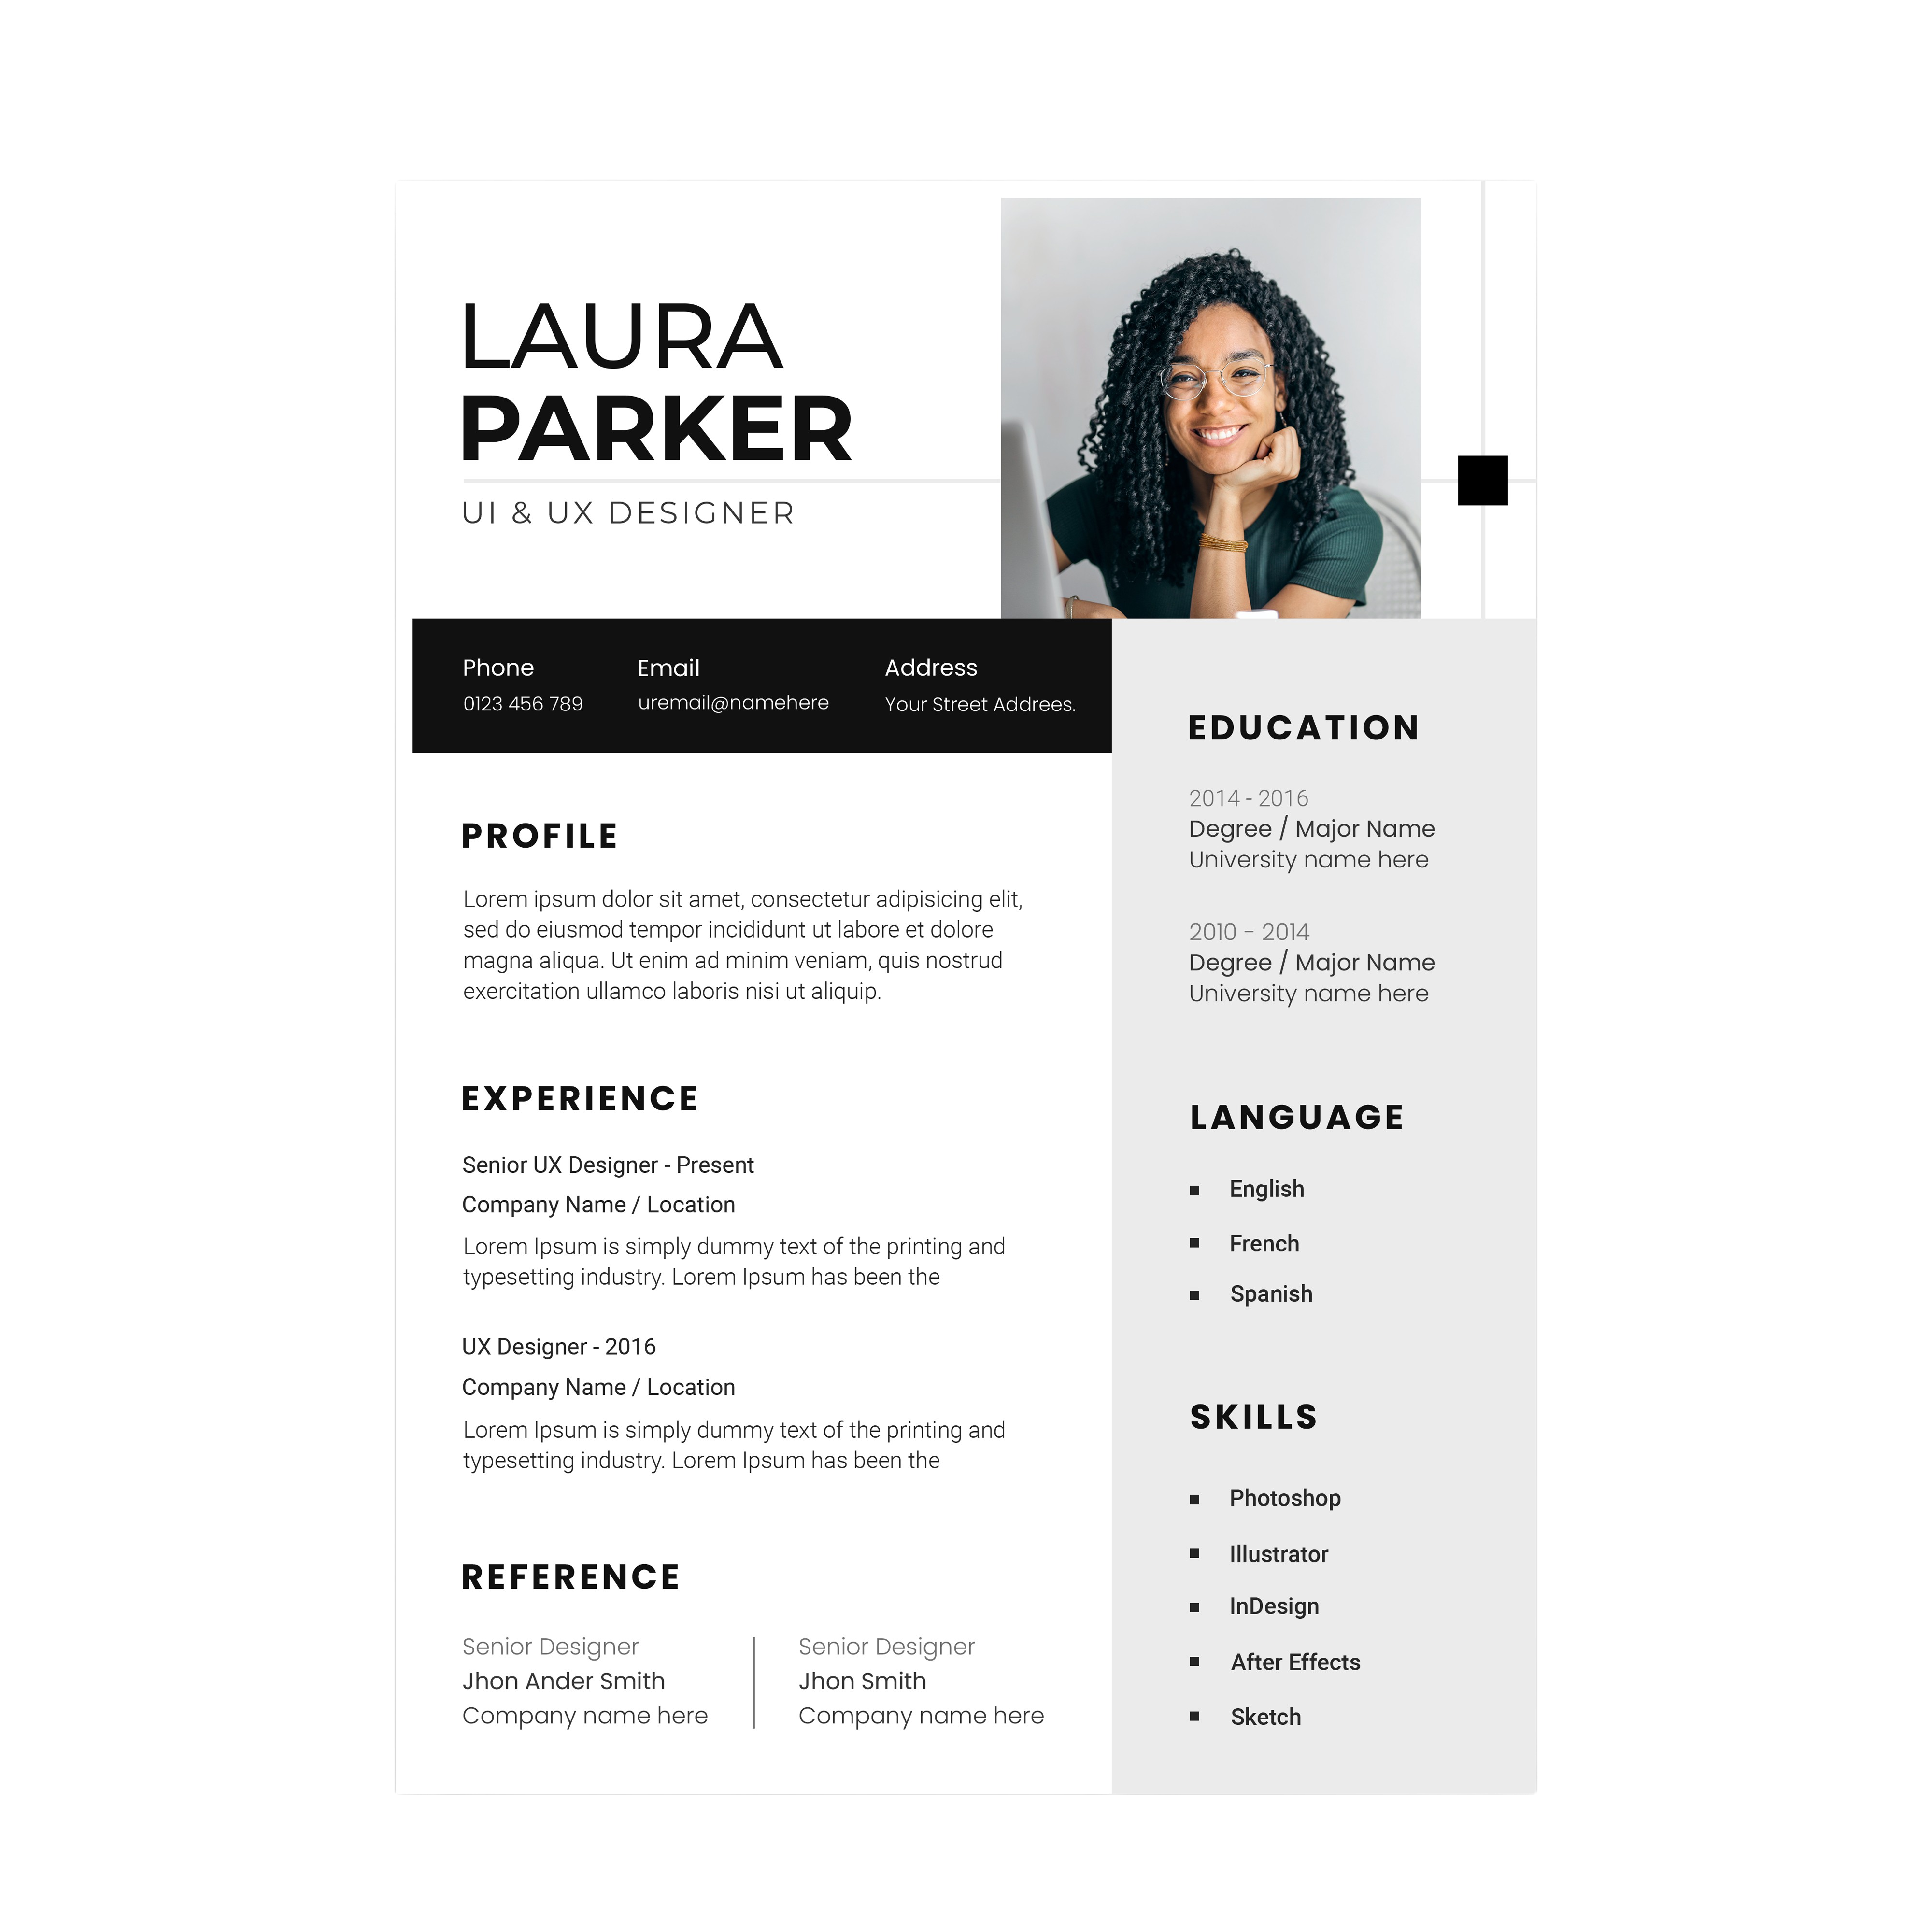 LAURA
PARKER
UI & UX DESIGNER
Phone
0123 456 789
Email
uremail@namehere
Address
Your Street Addrees.
PROFILE
Lorem ipsum dolor sit amet, consectetur adipisicing elit,
sed do eiusmod tempor incididunt ut labore et dolore
magna aliqua. Ut enim ad minim veniam, quis nostrud
exercitation ullamco laboris nisi ut aliquip.
EXPERIENCE
Senior UX Designer - Present
Company Name / Location
Lorem Ipsum is simply dummy text of the printing and
typesetting industry. Lorem Ipsum has been the
UX Designer - 2016
Company Name / Location
Lorem Ipsum is simply dummy text of the printing and
typesetting industry. Lorem Ipsum has been the
REFERENCE
Senior Designer
Jhon Ander Smith
Company name here
Senior Designer
Jhon Smith
Company name here
EDUCATION
2014 - 2016
Degree / Major Name
University name here
2010 - 2014
Degree / Major Name
University name here
LANGUAGE
English
French
Spanish
SKILLS
Photoshop
Illustrator
InDesign
After Effects
Sketch